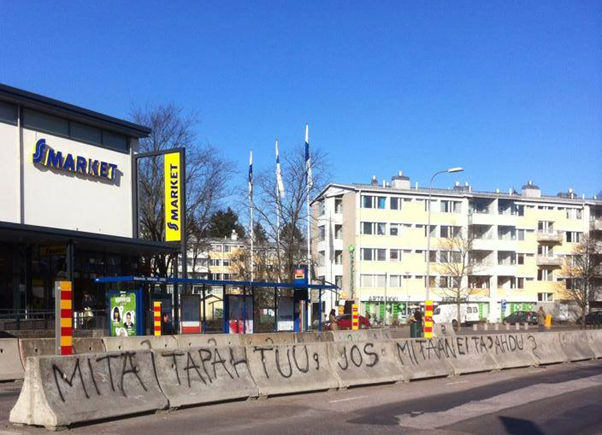 S MARKET
S MARKET
MITÄ TAPAHTUU, JOS MITÄÄN EI TAPAHDU?